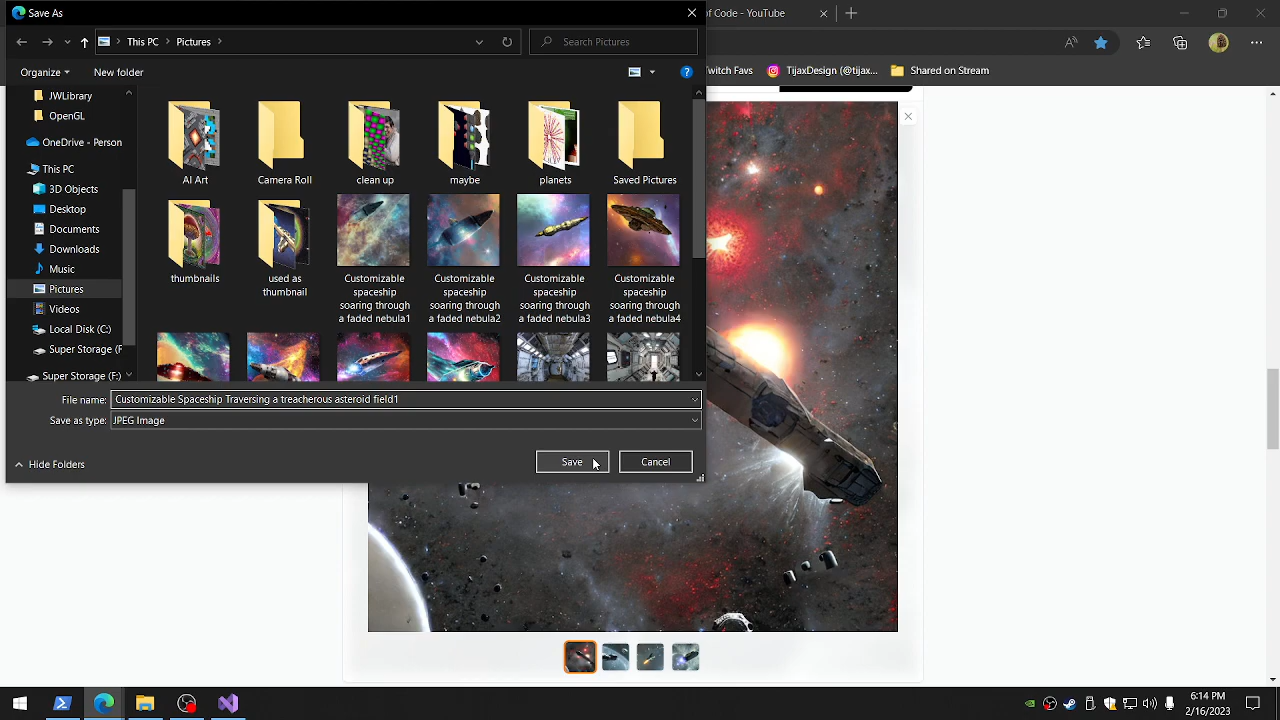 Save As
of Code - YouTube
This PC
Pictures
Search Pictures
Organize
New folder
witch Favs
TijaxDesign (@tijax...
Shared on Stream
JWLibrary
OpenGL
OneDrive - Person
This PC
3D Objects
Desktop
Documents
Downloads
Music
Pictures
Videos
Local Disk (C:)
Super Storage (F
Super Storage (F:)
AI Art
Camera Roll
clean up
maybe
planets
Saved Pictures
thumbnails
used as
thumbnail
Customizable
spaceship
soaring through
a faded nebula1
Customizable
spaceship
soaring through
a faded nebula2
Customizable
spaceship
soaring through
a faded nebula3
Customizable
spaceship
soaring through
a faded nebula4
File name:
Customizable Spaceship Traversing a treacherous asteroid field1
Save as type:
JPEG Image
Hide Folders
Save
Cancel
6:14 PM
2/16/2023